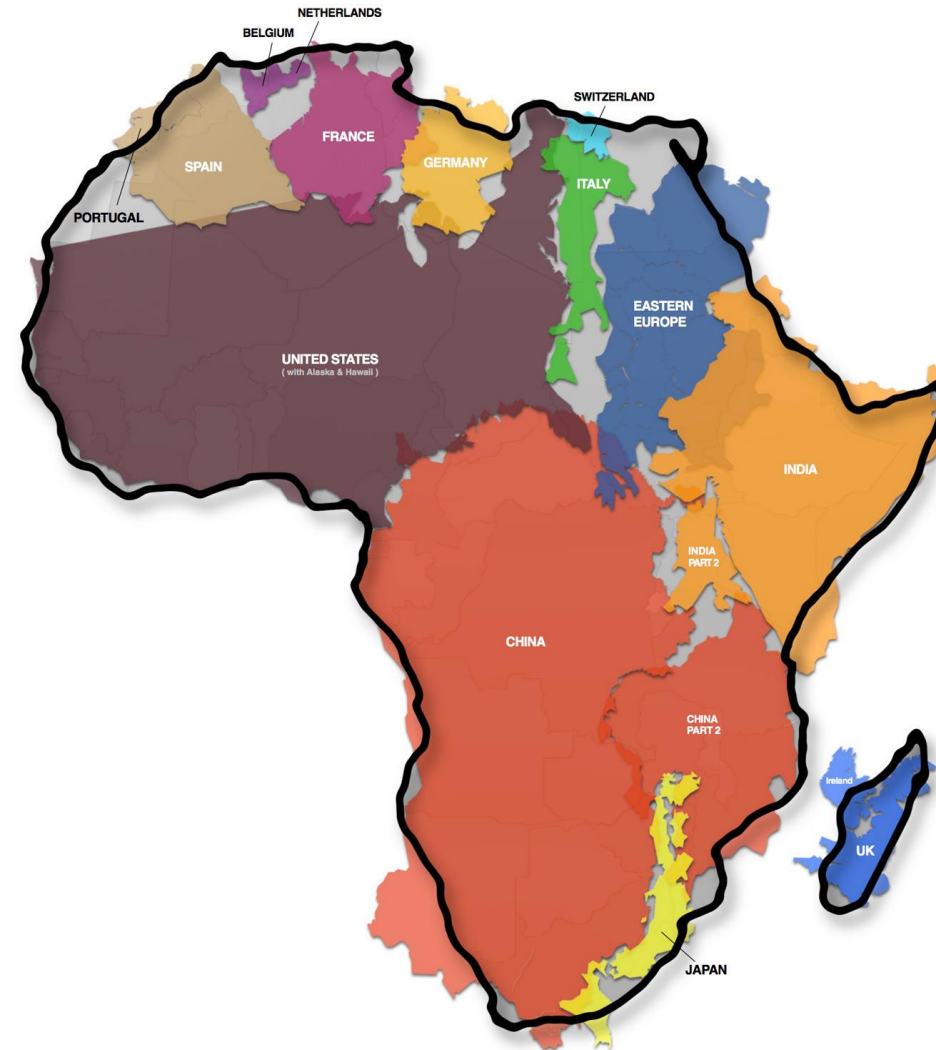 NETHERLANDS
BELGIUM
SWITZERLAND
FRANCE
GERMANY
SPAIN
ITALY
PORTUGAL
EASTERN
EUROPE
UNITED STATES
( with Alaska & Hawaii )
INDIA
INDIA
PART 2
CHINA
CHINA
PART 2
Ireland
UK
JAPAN